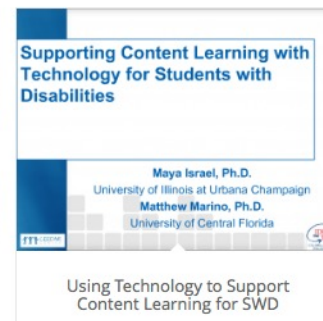 Supporting Content Learning with
Technology for Students with
Disabilities
Maya Israel, Ph.D.
University of Illinois at Urbana Champaign
Matthew Marino, Ph.D.
University of Central Florida
Using Technology to Support
Content Learning for SWD